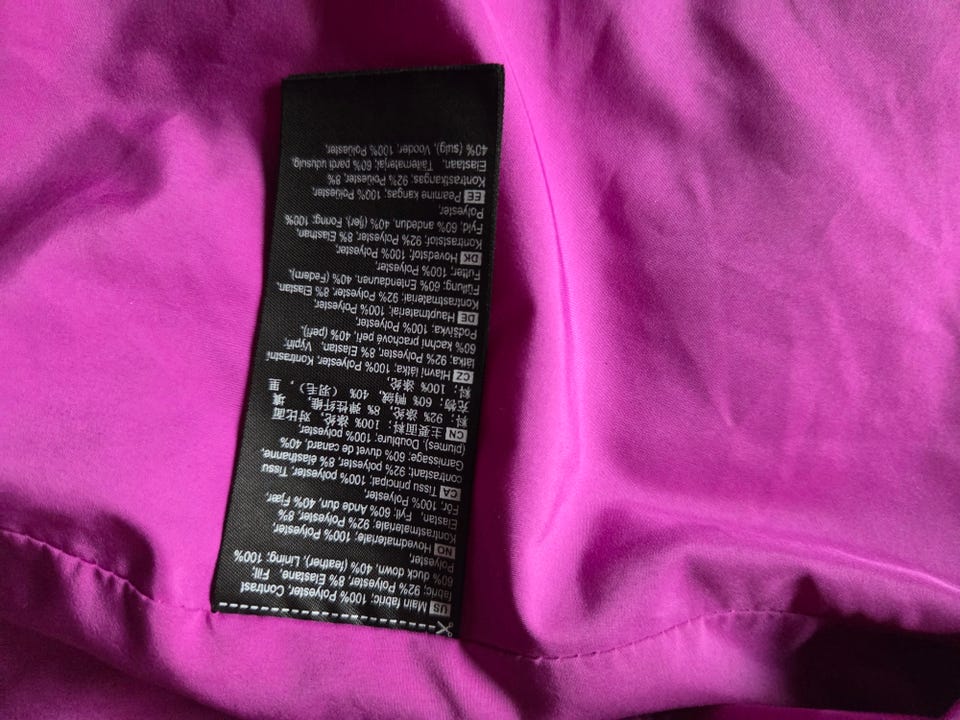 US Main fabric; 100% Polyester, Contrast
fabric; 92% Polyester, 8% Elastane, Fill;
60% duck down, 40% (feather), Lining; 100%
Polyester,
NO Hovedmateriale; 100% Polyester,
Kontrastmateriale; 92% Polyester, 8%
Elastan, Fyll; 60% Ande dun, 40% Fjær,
Fôr, 100% Polyester,
CA Tissu principal; 100% polyester, Tissu
contrastant: 92% polyester, 8% élasthanne,
Garnissage; 60% duvet de canard, 40%
(plumes), Doublure; 100% polyester,
CN 主要面料; 100% 涤纶, 对比面
料; 92% 涤纶, 8% 弹性纤维, 填
充物; 60% 鸭绒, 40% (羽毛), 里
料; 100% 涤纶,
CZ Hlavní látka; 100% Polyester, Kontrastní
látka; 92% Polyester, 8% Elastan, Výplň;
60% kachní prachové peří, 40% (peří),
Podšívka; 100% Polyester,
DE Hauptmaterial; 100% Polyester,
Kontrastmaterial; 92% Polyester, 8% Elastan,
Füllung; 60% Entendaunen, 40% (Federn),
Futter; 100% Polyester,
DK Hovedstof; 100% Polyester,
Kontraststof; 92% Polyester, 8% Elasthan,
Fyld, 60% andedun, 40% (fjer), Foring; 100%
Polyester,
EE Peamine kangas; 100% Polüester,
Kontrastkangas; 92% Polüester, 8%
Elastaan, Täitematerjal; 60% pardi udusulg,
40% (sulg), Vooder; 100% Polüester,